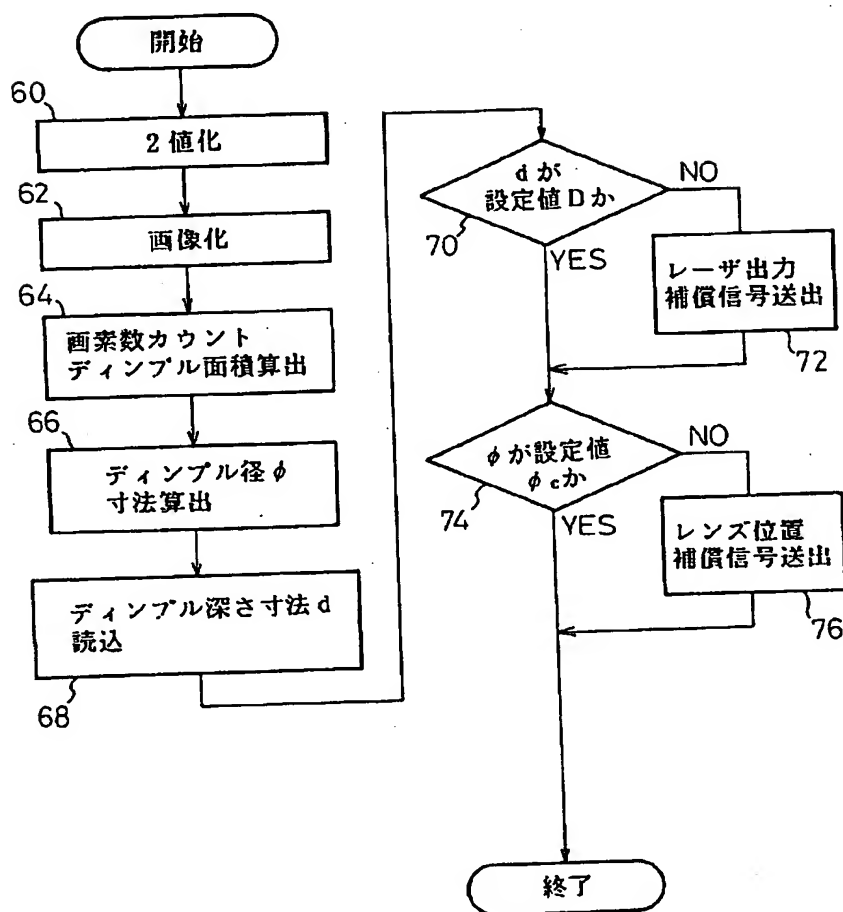 開始
60
2値化
62
画像化
64
画素数カウント
ディンプル面積算出
66
ディンプル径φ
寸法算出
ディンプル深さ寸法d
読込
68
dが
設定値Dか
NO
70
YES
レーザ出力
補償信号送出
72
φが設定値
φcか
NO
74
YES
レンズ位置
補償信号送出
76
終了